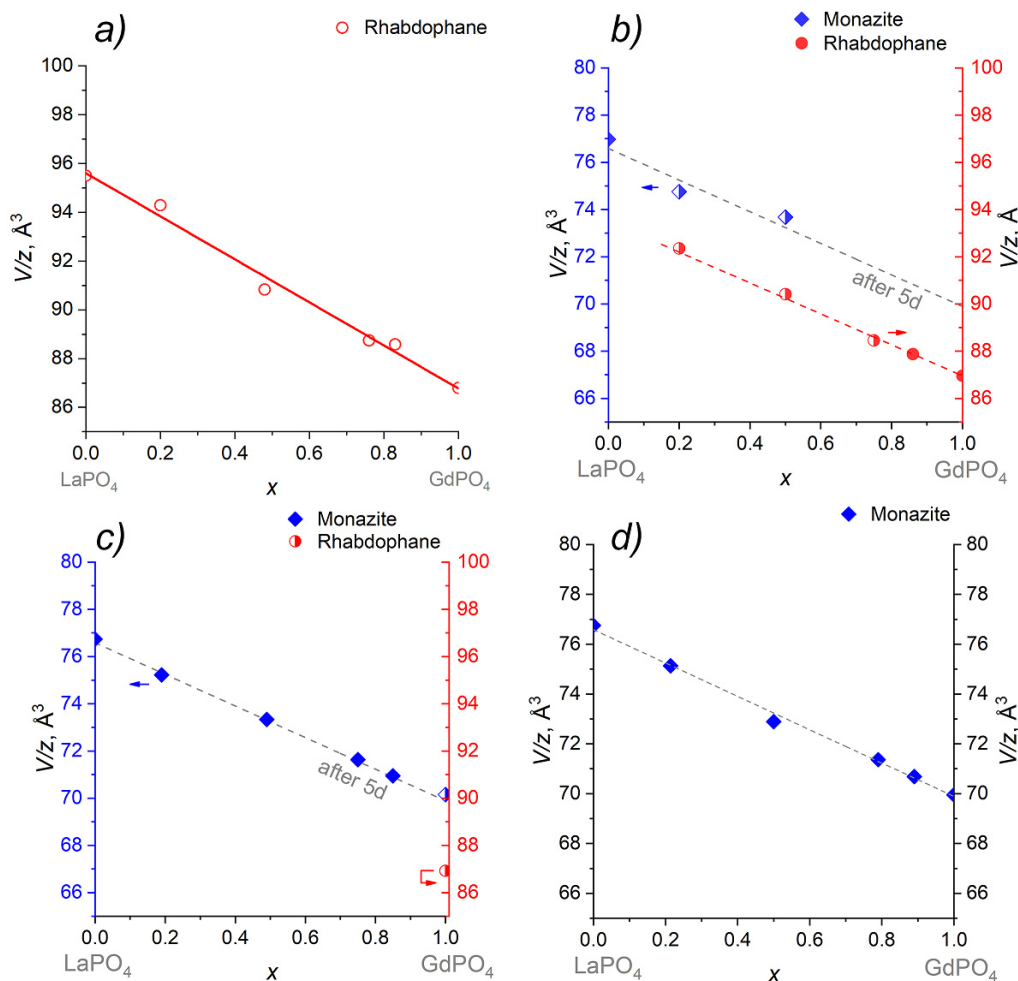 a)
Rhabdophane
V/z, Å³
100
98
96
94
92
90
88
86
0.0 0.2 0.4 0.6 0.8 1.0
LaPO₄ x GdPO₄
b)
Monazite
Rhabdophane
V/z, Å³
80
78
76
74
72
70
68
66
after 5d
100
98
96
94
92
90
88
86
V/z, Å
0.0 0.2 0.4 0.6 0.8 1.0
LaPO₄ x GdPO₄
c)
Monazite
Rhabdophane
V/z, Å³
80
78
76
74
72
70
68
66
after 5d
100
98
96
94
92
90
88
86
0.0 0.2 0.4 0.6 0.8 1.0
LaPO₄ x GdPO₄
d)
Monazite
V/z, Å³
80
78
76
74
72
70
68
66
80
78
76
74
72
70
68
66
V/z, Å³
0.0 0.2 0.4 0.6 0.8 1.0
LaPO₄ x GdPO₄